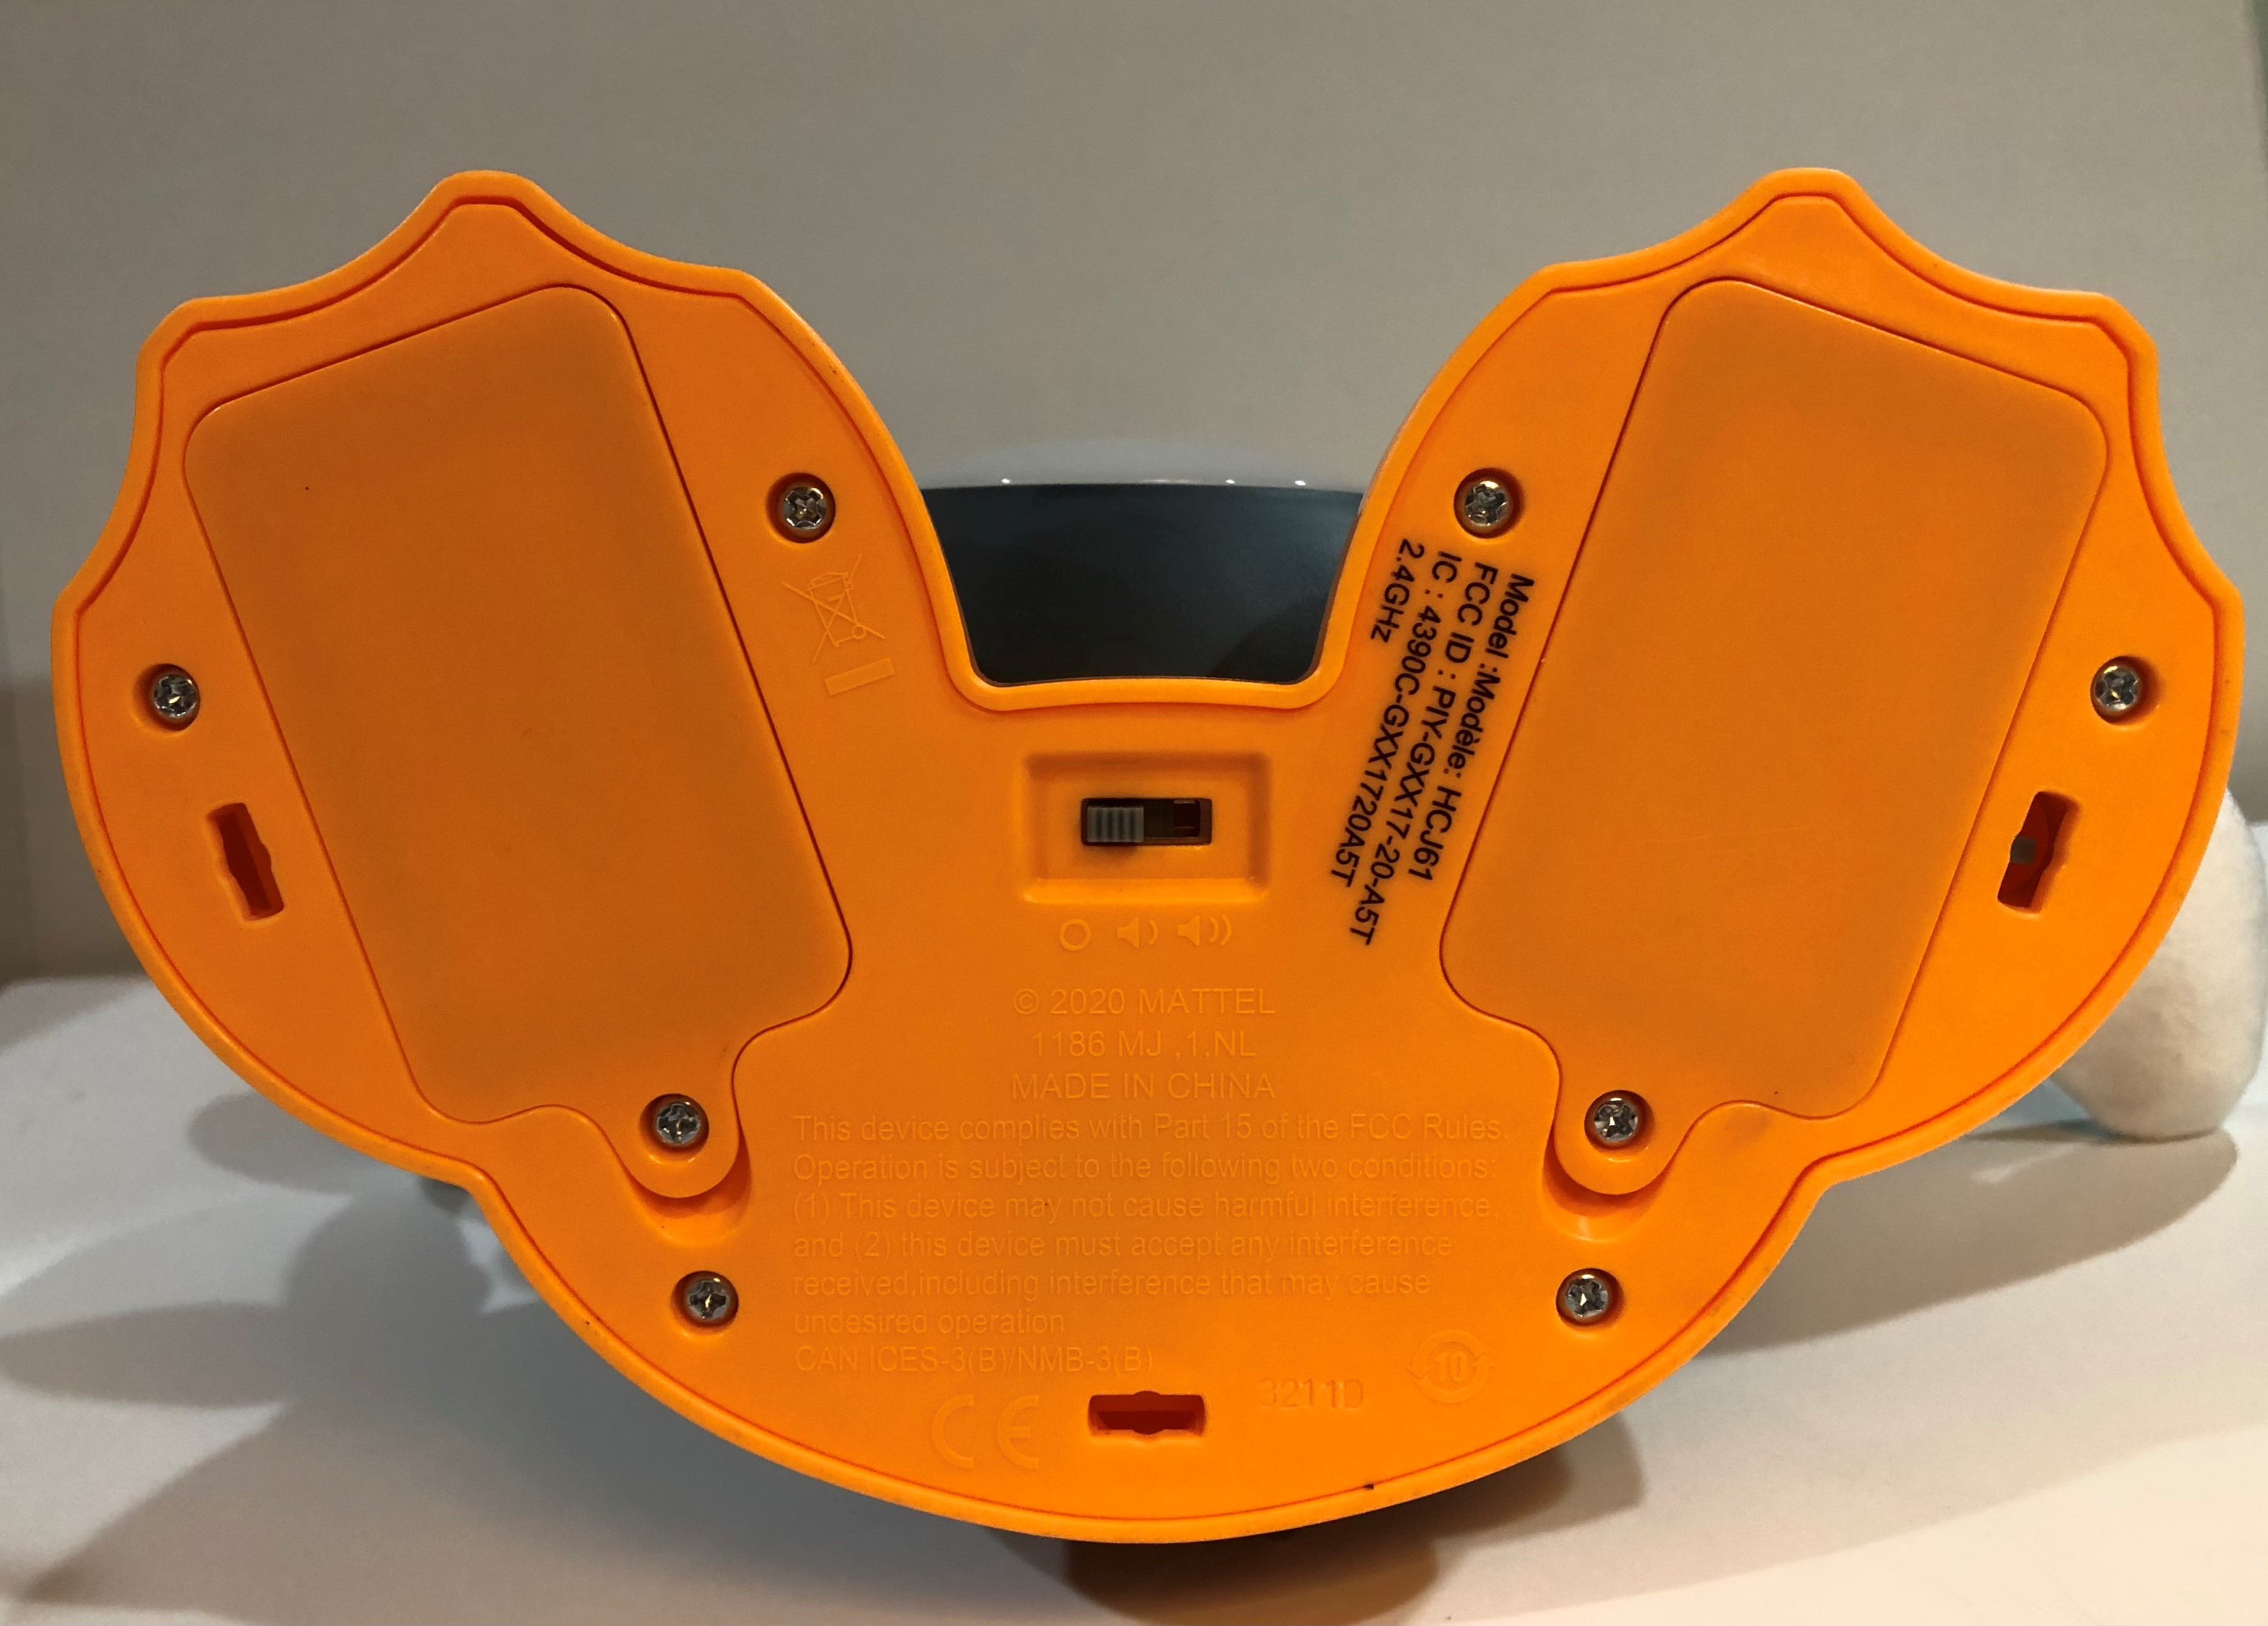 Model :Modèle: HCJ61
FCC ID : PIY-GXX17-20-A5T
IC : 4390C-GXX1720A5T
2.4GHz
© 2020 MATTEL
1186 MJ ,1,NL
MADE IN CHINA
This device complies with Part 15 of the FCC Rules.
Operation is subject to the following two conditions:
(1) This device may not cause harmful interference,
and (2) this device must accept any interference
received,including interference that may cause
undesired operation
CAN ICES-3(B)/NMB-3(B)
CE
3211D
10